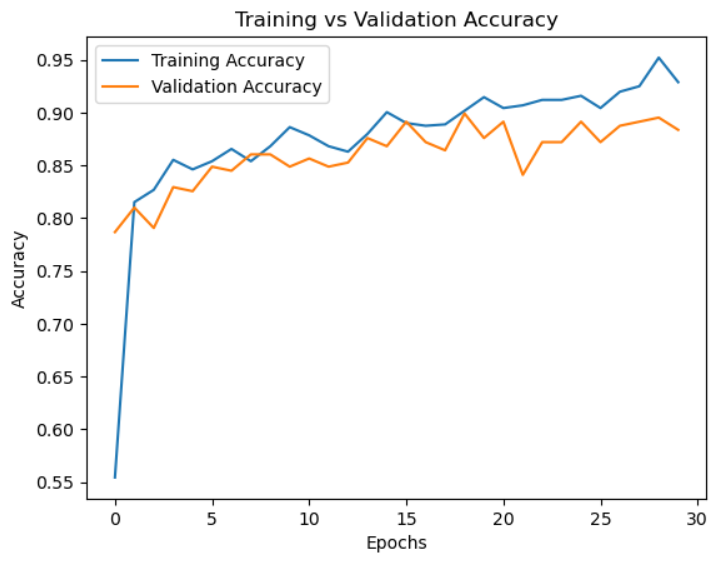 Training vs Validation Accuracy
Training Accuracy
Validation Accuracy
0.95
0.90
0.85
0.80
0.75
0.70
0.65
0.60
0.55
Accuracy
0 5 10 15 20 25 30
Epochs